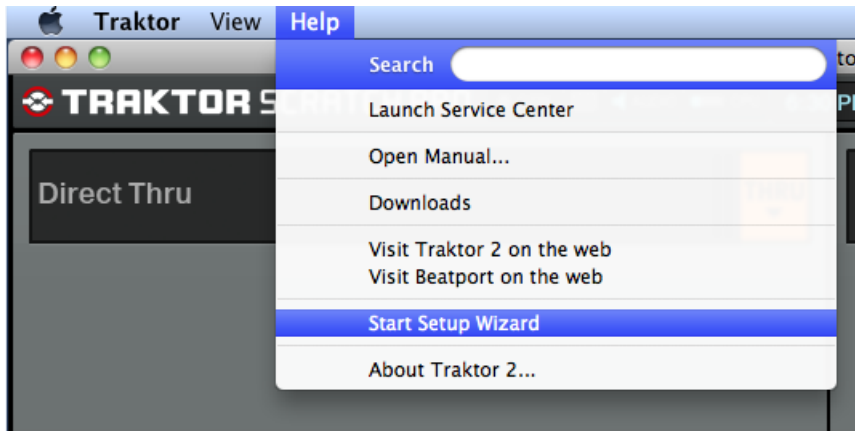 Traktor View Help
to
Search
TRAKTOR S
Launch Service Center
Open Manual...
Direct Thru
THRU
Downloads
Visit Traktor 2 on the web
Visit Beatport on the web
Start Setup Wizard
About Traktor 2...